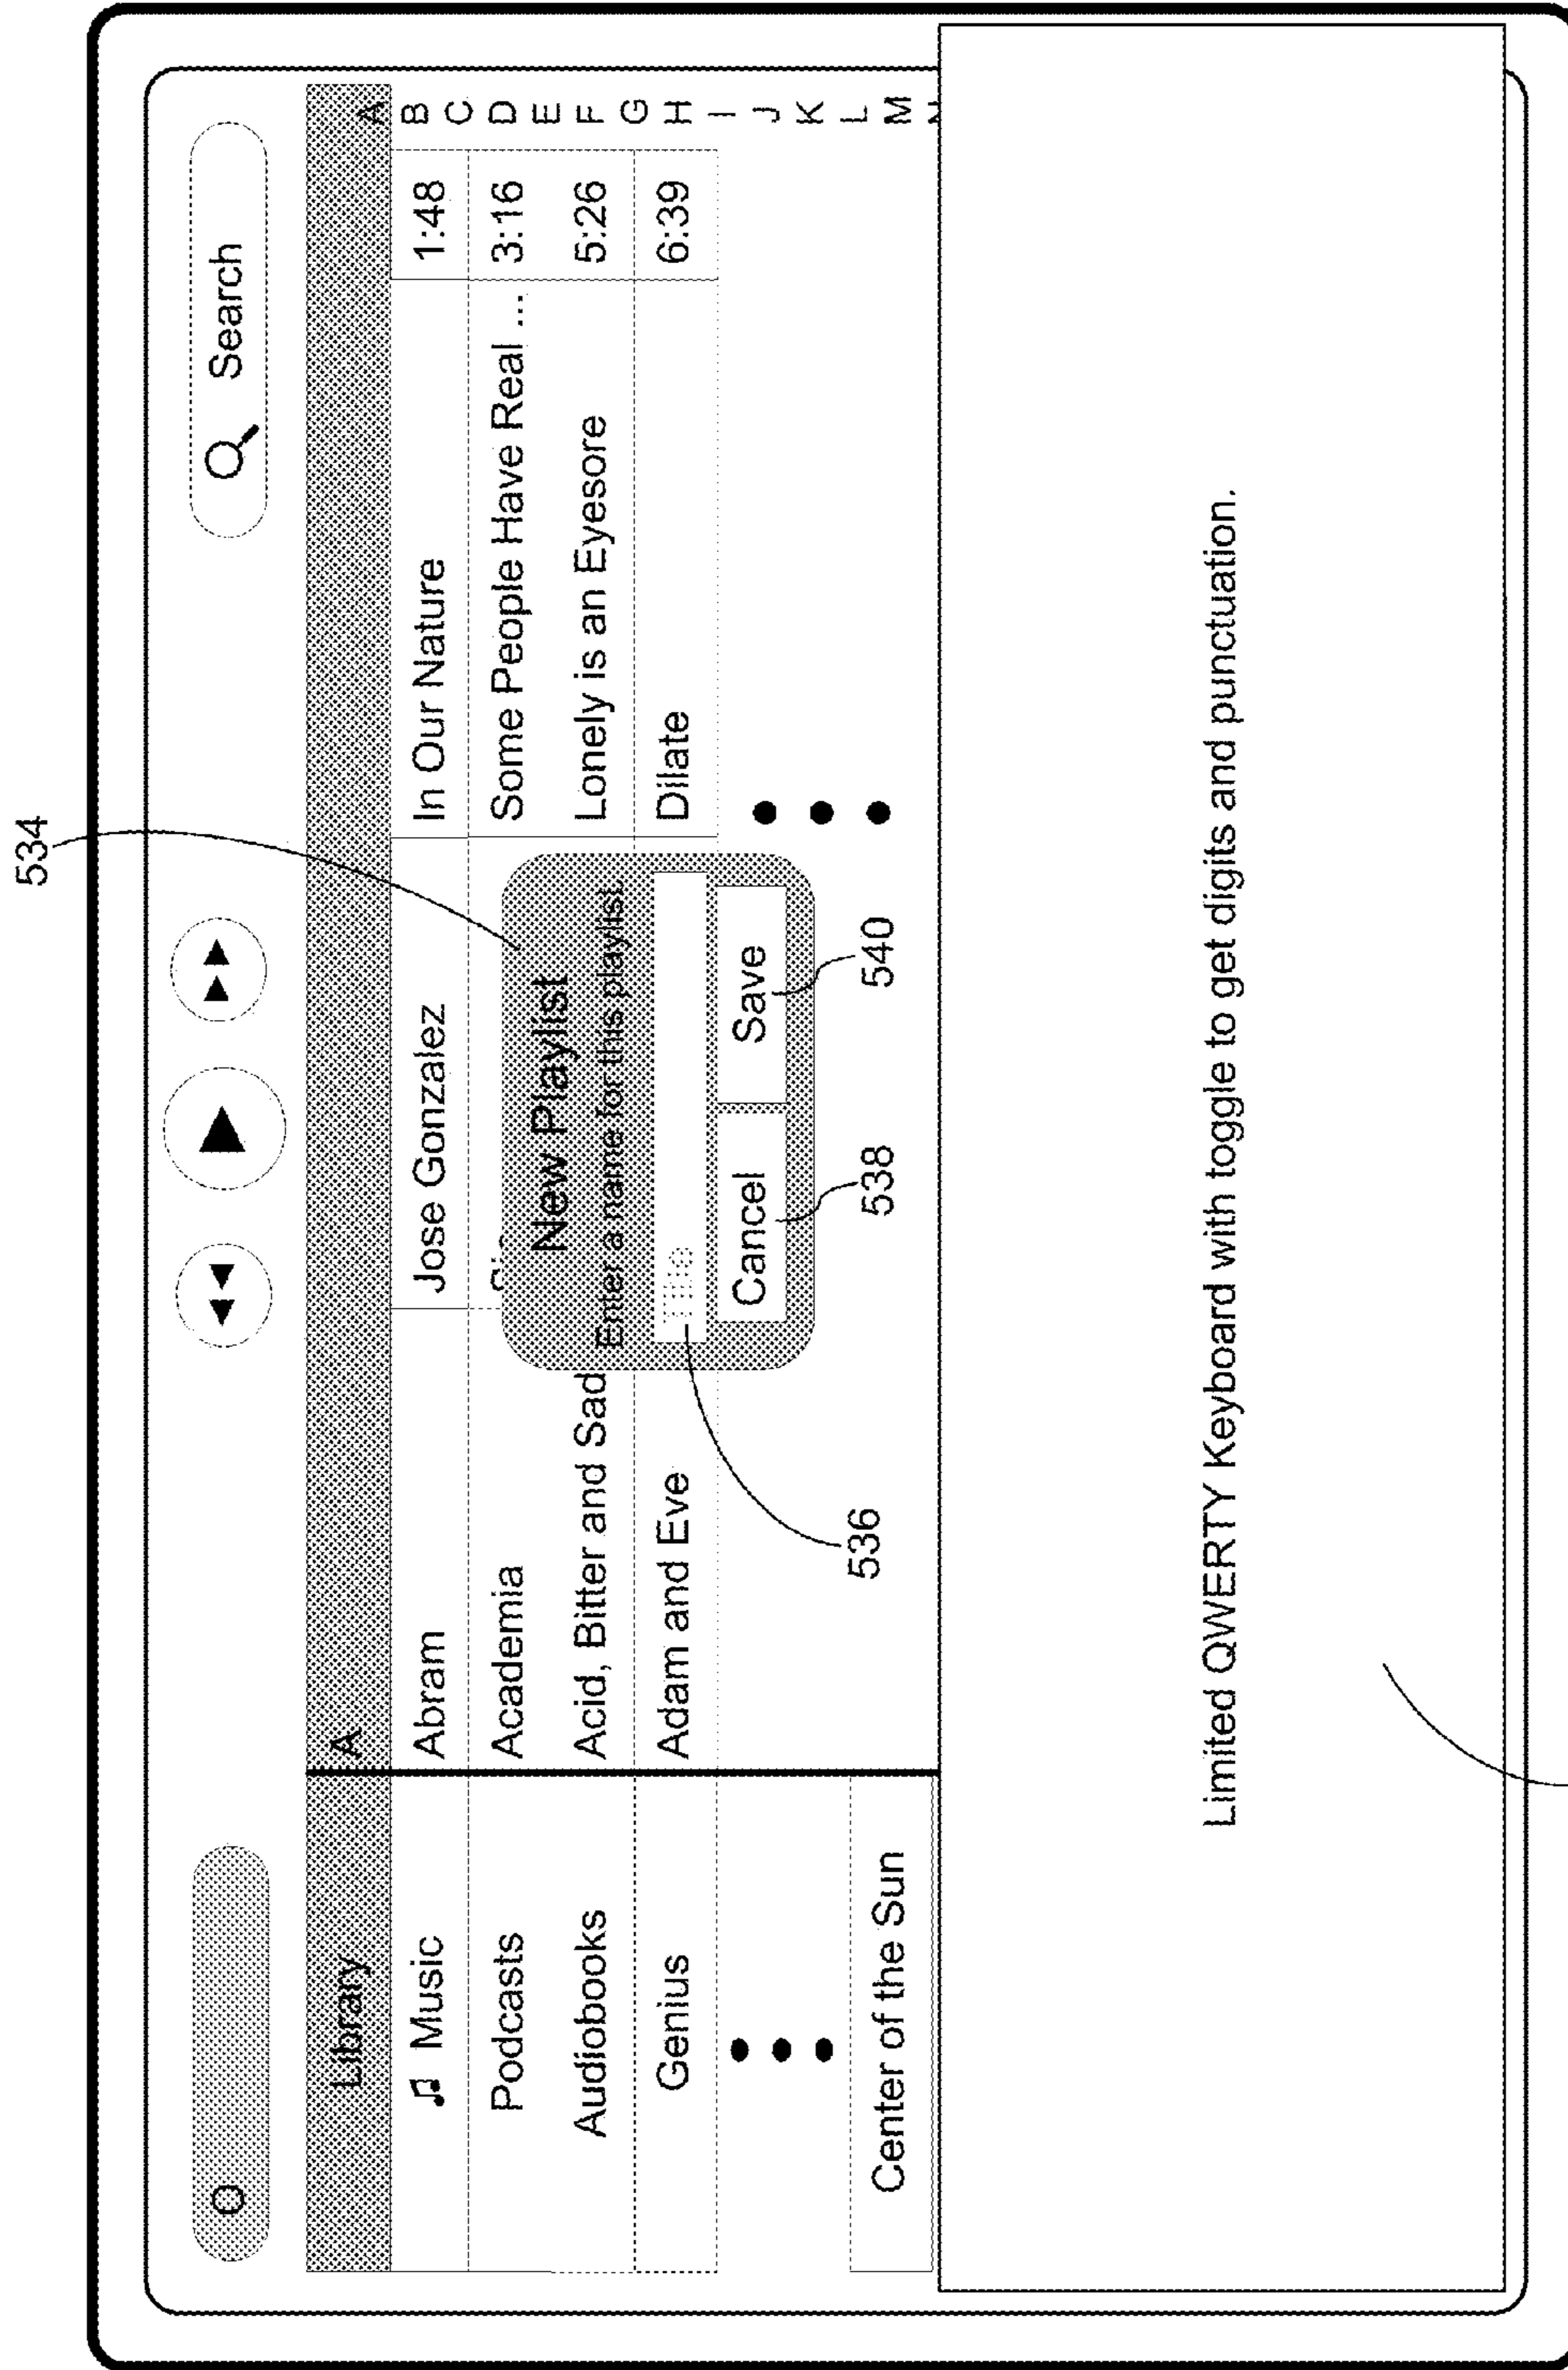 534
Search
Library
A
A
B
C
D
E
F
G
H
I
J
K
L
M
♫ Music
Abram
Jose Gonzalez
In Our Nature
1:48
Podcasts
Academia
Some People Have Real ...
3:16
Audiobooks
Acid, Bitter and Sad
Lonely is an Eyesore
5:26
Genius
Adam and Eve
Dilate
6:39
Center of the Sun
New Playlist
Enter a name for this playlist.
Title
Cancel
Save
536
538
540
Limited QWERTY Keyboard with toggle to get digits and punctuation.